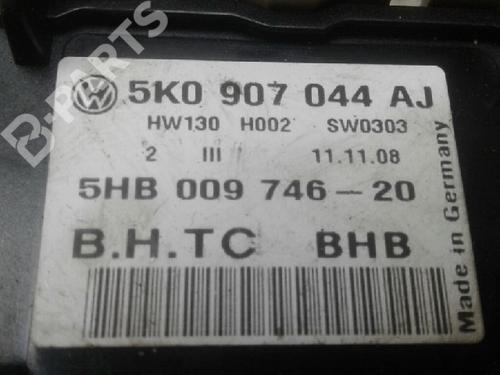 B-PARTS
5K0 907 044 AJ
HW130 H002 SW0303
2 III 11.11.08
5HB 009 746-20
B.H.TC BHB
Made in Germany